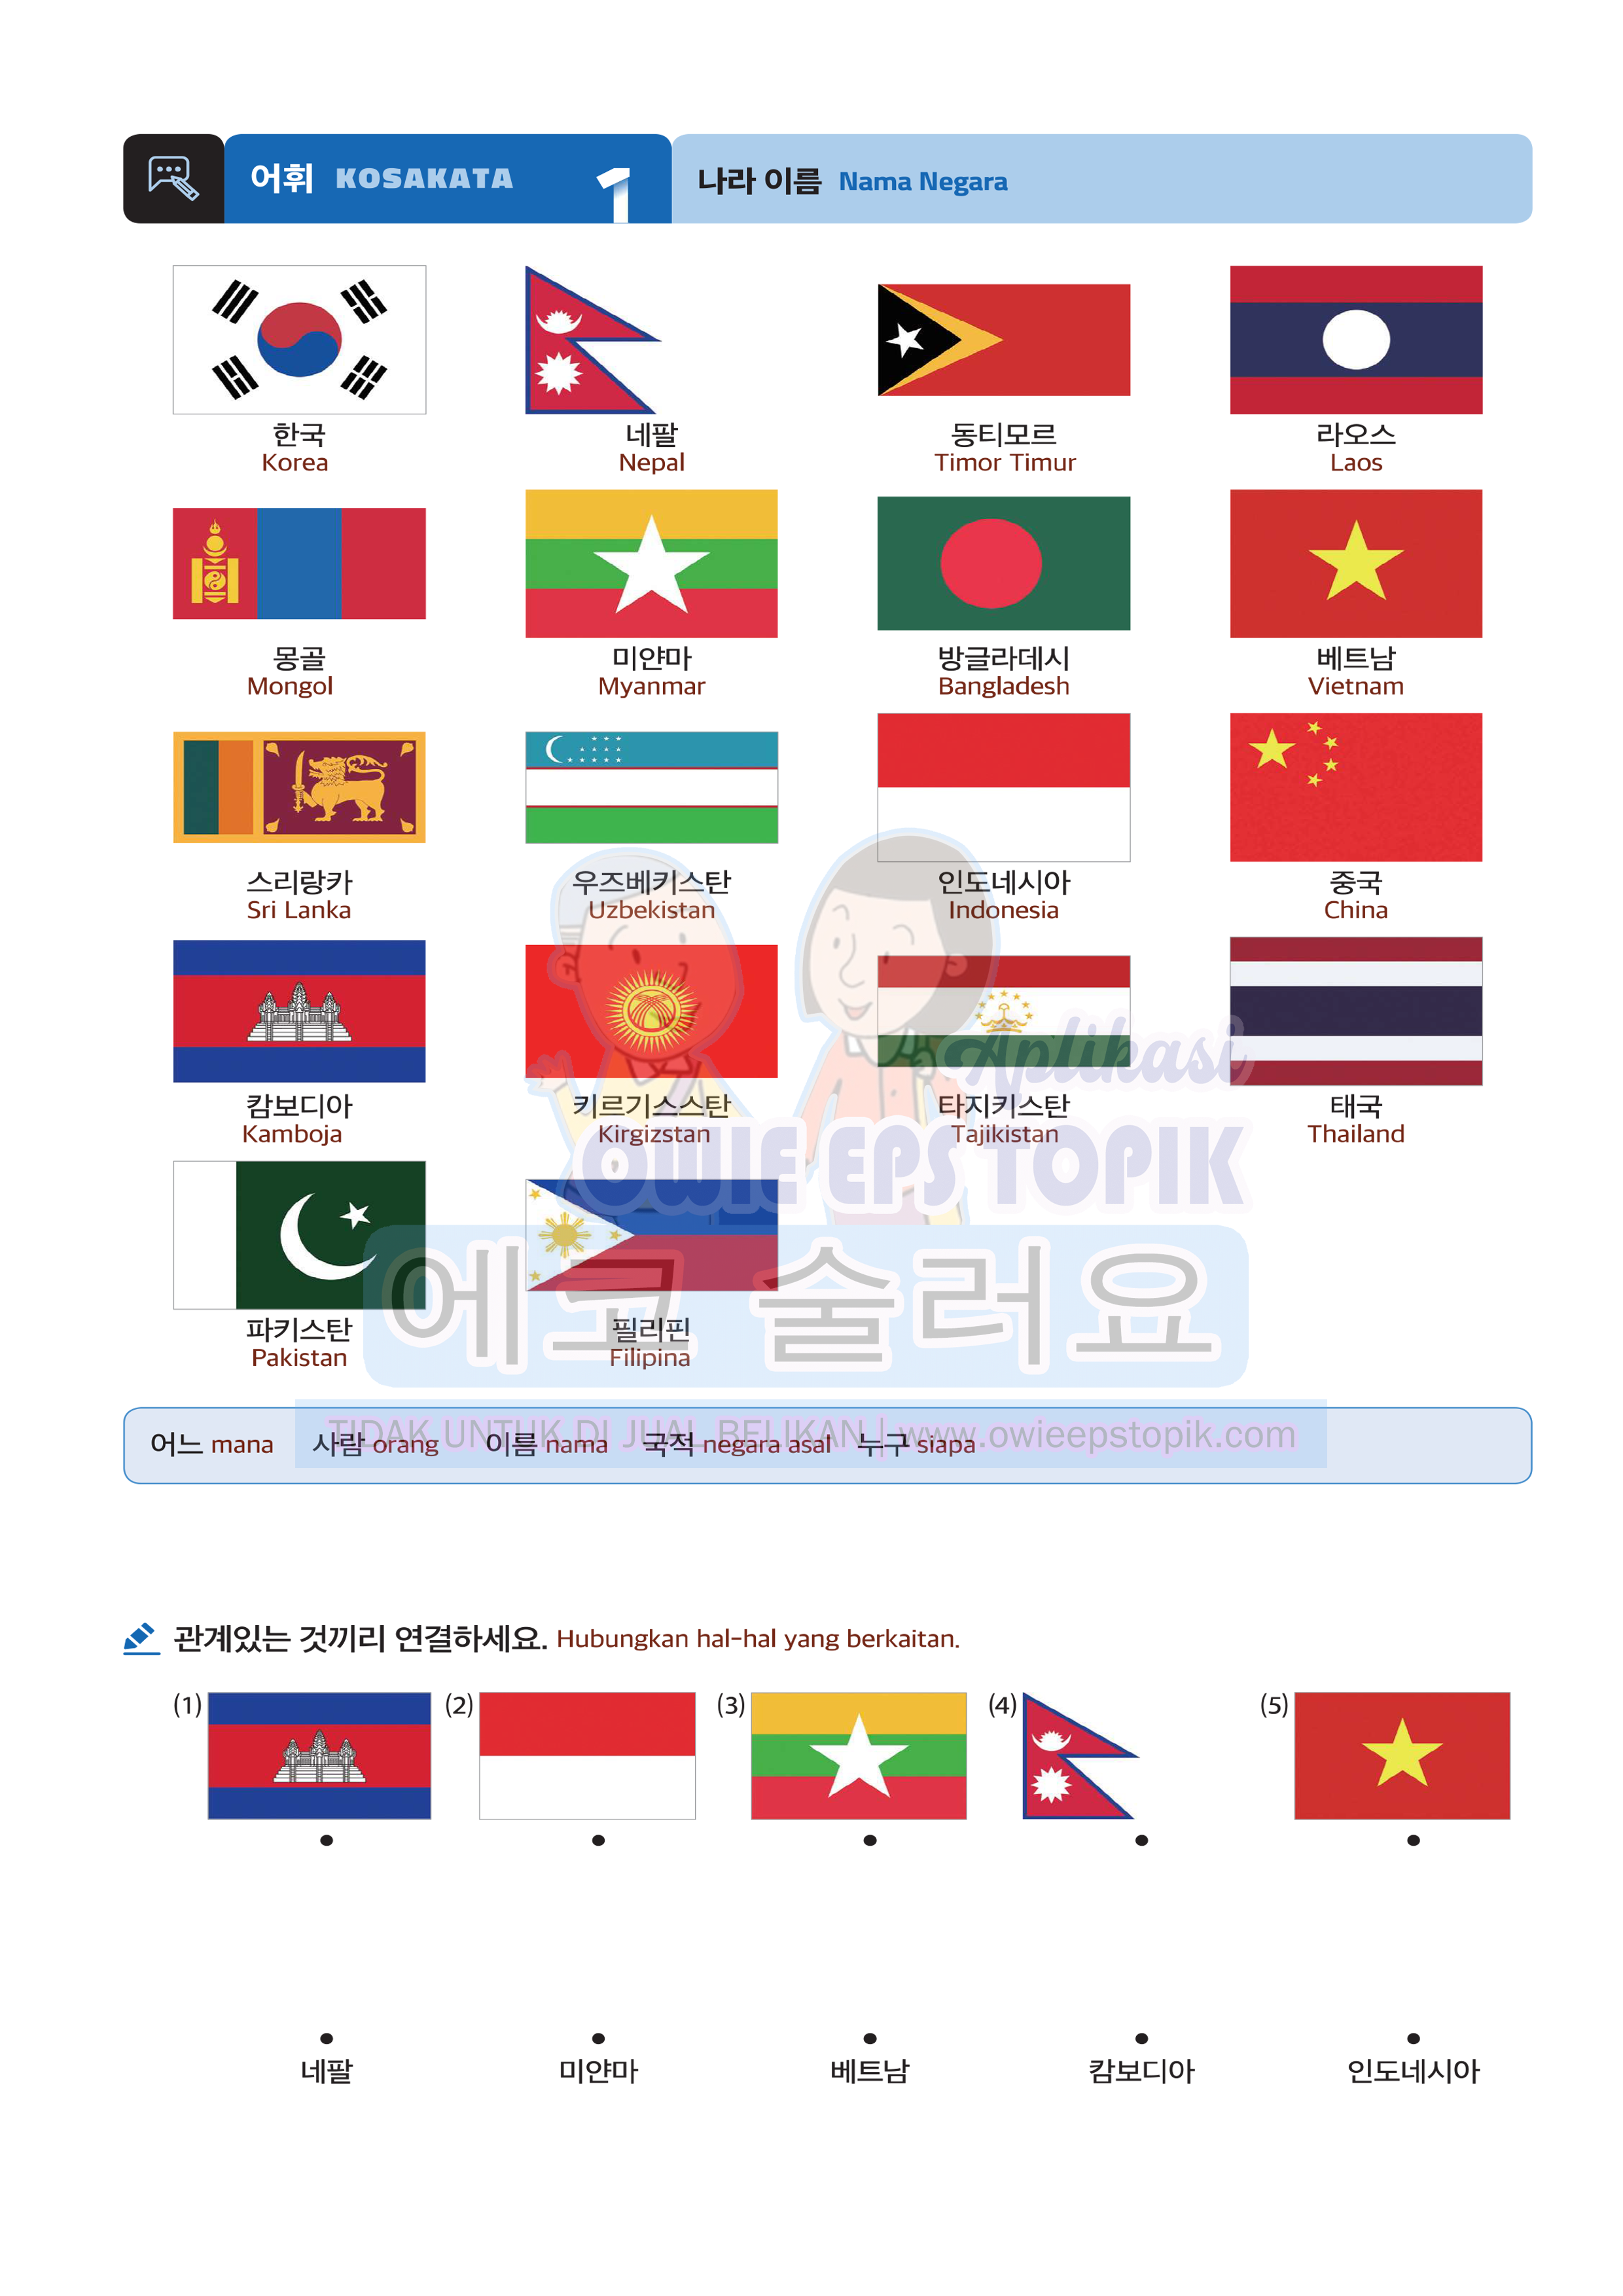 어휘 KOSAKATA 1 나라 이름 Nama Negara
한국 네팔 동티모르 라오스
Korea Nepal Timor Timur Laos
몽골 미얀마 방글라데시 베트남
Mongol Myanmar Bangladesh Vietnam
스리랑카 우즈베키스탄 인도네시아 중국
Sri Lanka Uzbekistan Indonesia China
캄보디아 키르기스스탄 타지키스탄 태국
Kamboja Kirgizstan Tajikistan Thailand
Aplikasi
OWIE EPS TOPIK
에코 술러요
파키스탄 필리핀
Pakistan Filipina
TIDAK UNTUK DI JUAL BELIKAN | www.owieepstopik.com
어느 mana 사람 orang 이름 nama 국적 negara asal 누구 siapa
관계있는 것끼리 연결하세요. Hubungkan hal-hal yang berkaitan.
(1) (2) (3) (4) (5)
네팔 미얀마 베트남 캄보디아 인도네시아